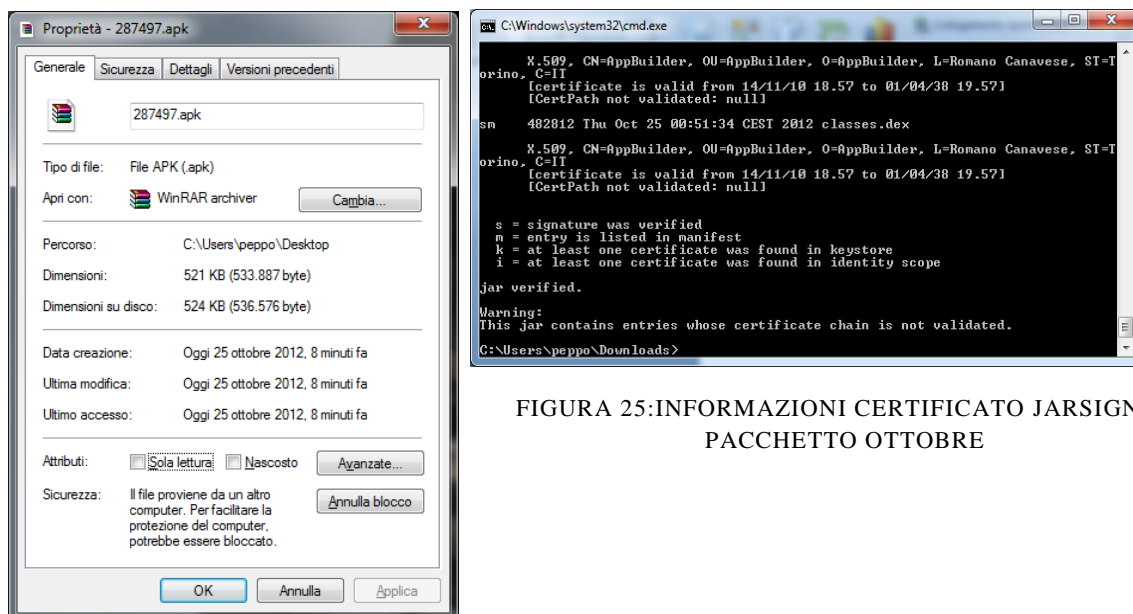 Proprietà - 287497.apk
Generale Sicurezza Dettagli Versioni precedenti
287497.apk
Tipo di file: File APK (.apk)
Apri con: WinRAR archiver Cambia...
Percorso: C:\Users\peppo\Desktop
Dimensioni: 521 KB (533.887 byte)
Dimensioni su disco: 524 KB (536.576 byte)
Data creazione: Oggi 25 ottobre 2012, 8 minuti fa
Ultima modifica: Oggi 25 ottobre 2012, 8 minuti fa
Ultimo accesso: Oggi 25 ottobre 2012, 8 minuti fa
Attributi: Sola lettura Nascosto Avanzate...
Sicurezza: Il file proviene da un altro
computer. Per facilitare la
protezione del computer,
potrebbe essere bloccato.
Annulla blocco
OK Annulla Applica
C:\Windows\system32\cmd.exe
X.509, CN=AppBuilder, OU=AppBuilder, O=AppBuilder, L=Romano Canavese, ST=T
orino, C=IT
[certificate is valid from 14/11/10 18.57 to 01/04/38 19.57]
[CertPath not validated: null]
sm 482812 Thu Oct 25 00:51:34 CEST 2012 classes.dex
X.509, CN=AppBuilder, OU=AppBuilder, O=AppBuilder, L=Romano Canavese, ST=T
orino, C=IT
[certificate is valid from 14/11/10 18.57 to 01/04/38 19.57]
[CertPath not validated: null]
s = signature was verified
m = entry is listed in manifest
k = at least one certificate was found in keystore
i = at least one certificate was found in identity scope
jar verified.
Warning:
This jar contains entries whose certificate chain is not validated.
C:\Users\peppo\Downloads>
FIGURA 25:INFORMAZIONI CERTIFICATO JARSIGN
PACCHETTO OTTOBRE